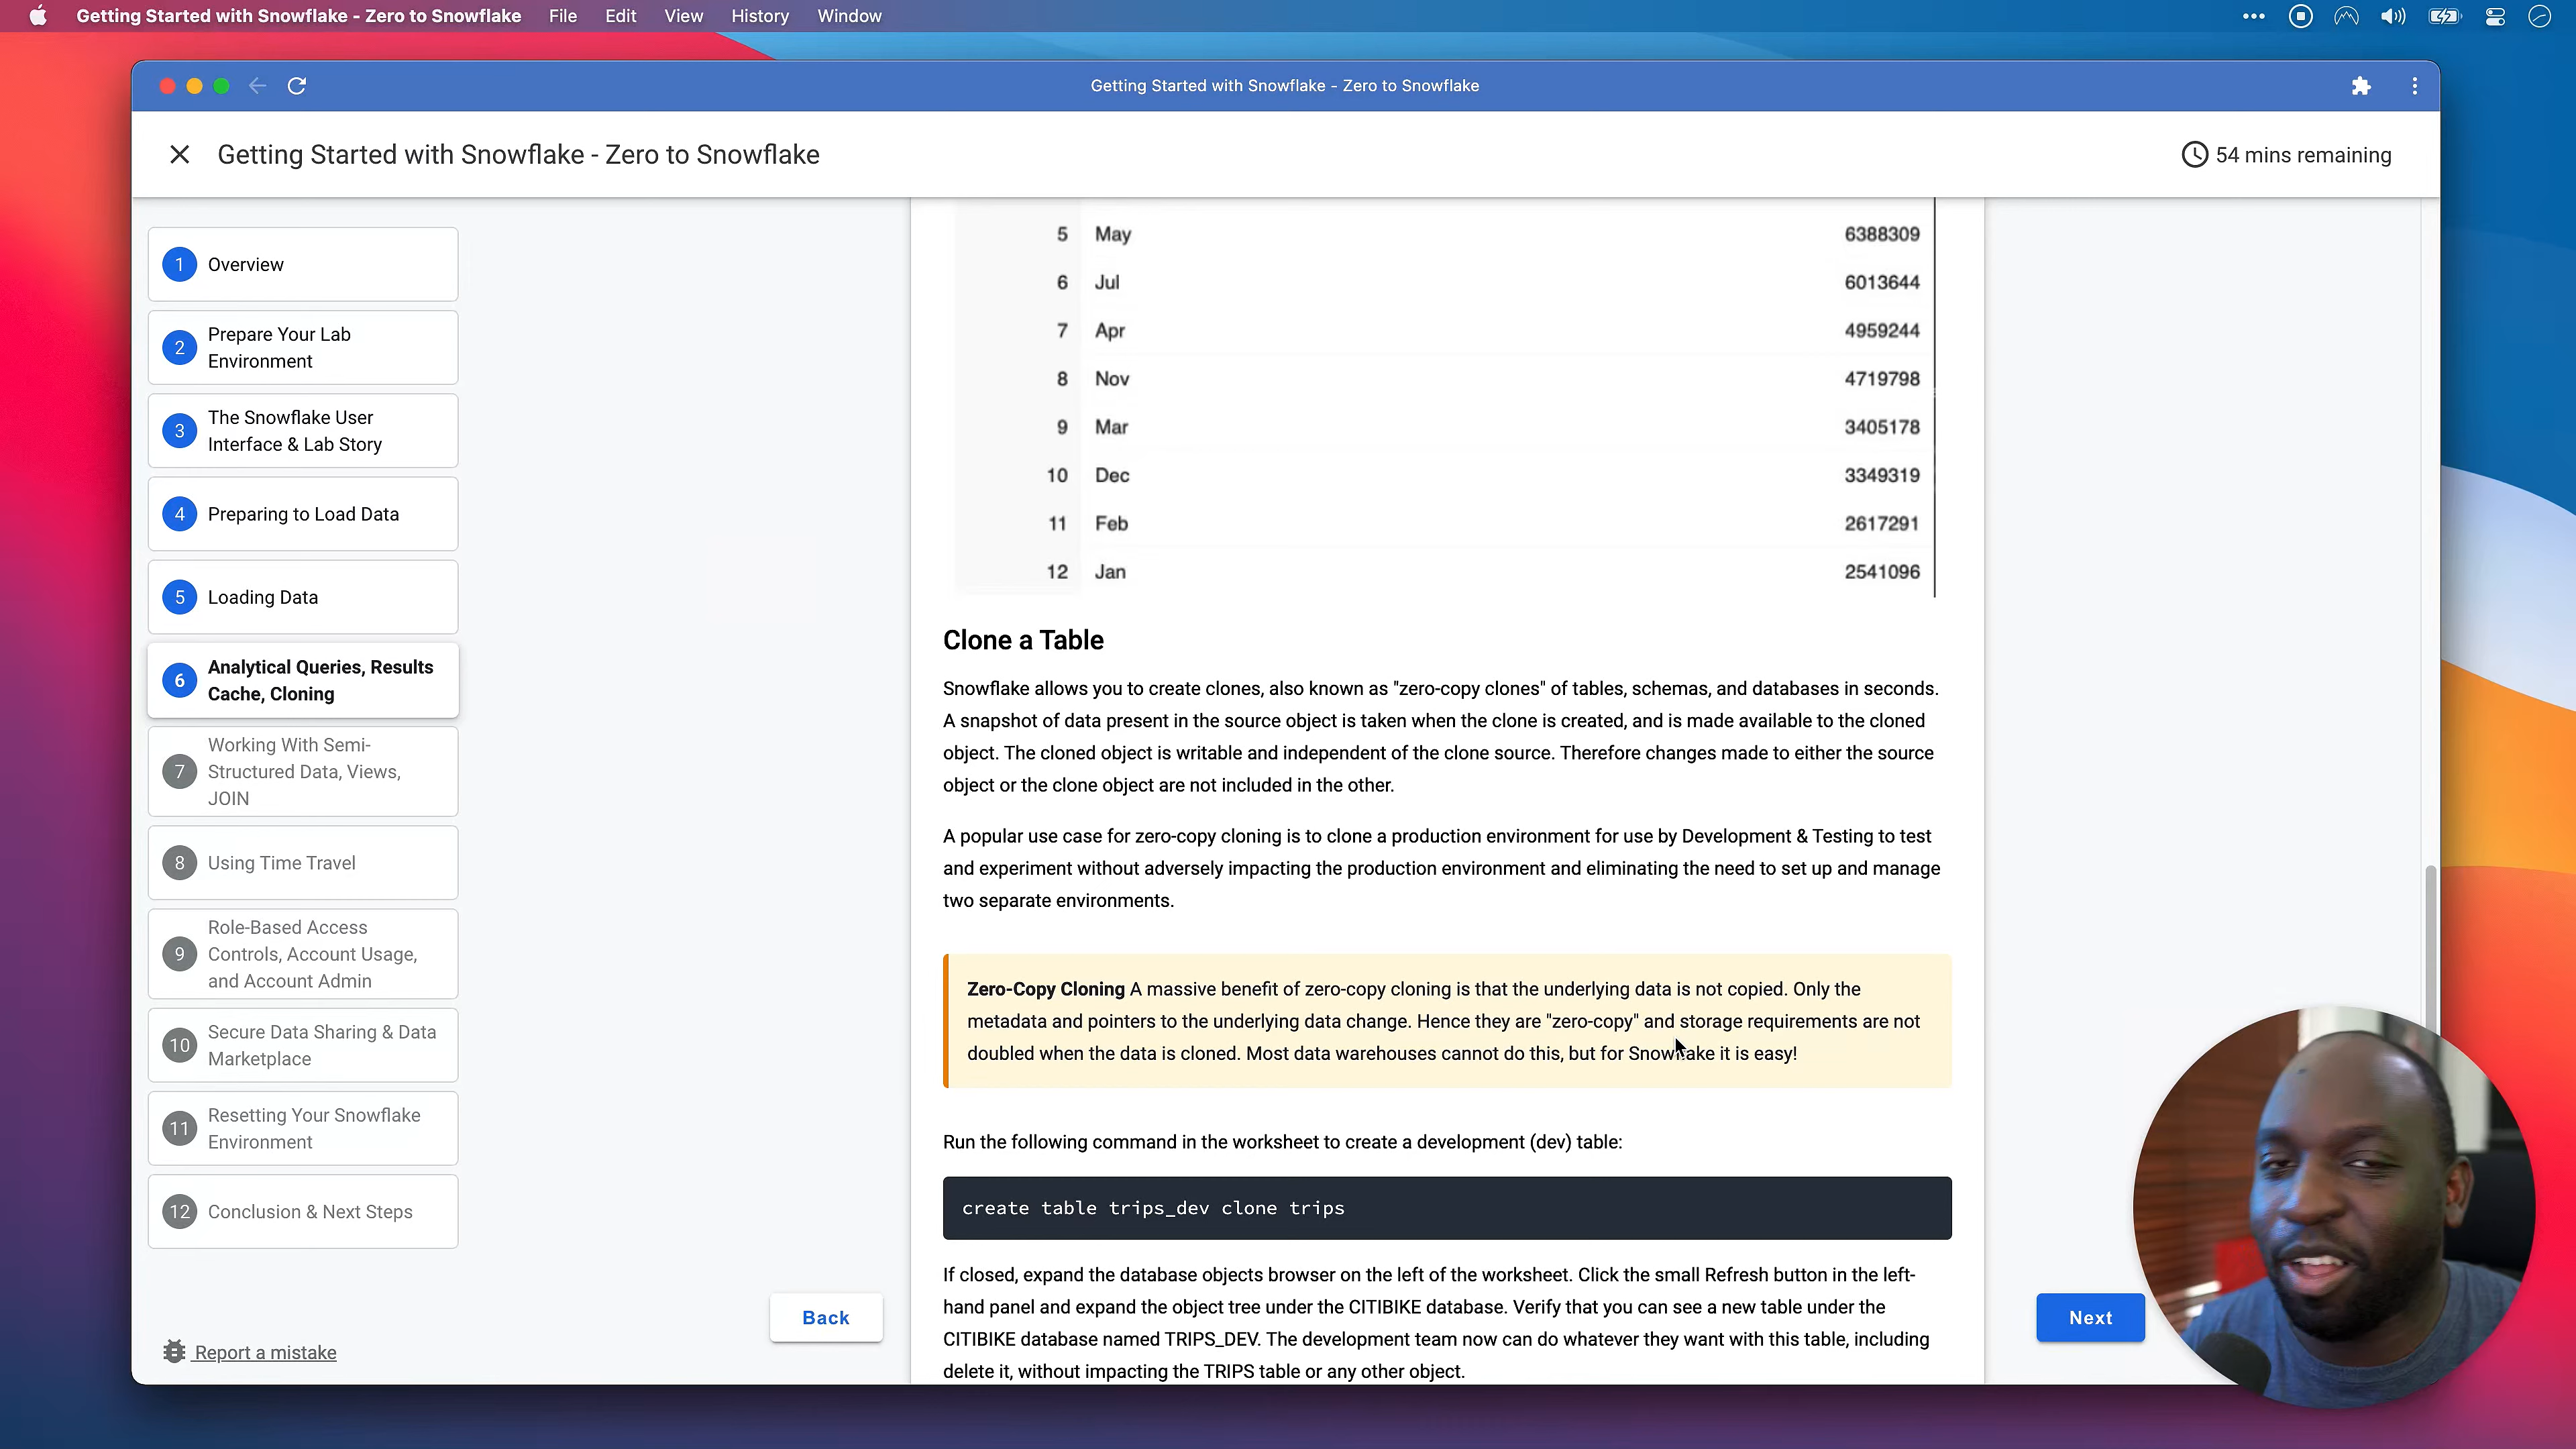 Getting Started with Snowflake - Zero to Snowflake File Edit View History Window
Getting Started with Snowflake - Zero to Snowflake
Getting Started with Snowflake - Zero to Snowflake
54 mins remaining
1 Overview
2 Prepare Your Lab
Environment
3 The Snowflake User
Interface & Lab Story
4 Preparing to Load Data
5 Loading Data
6 Analytical Queries, Results
Cache, Cloning
7 Working With Semi-
Structured Data, Views,
JOIN
8 Using Time Travel
9 Role-Based Access
Controls, Account Usage,
and Account Admin
10 Secure Data Sharing & Data
Marketplace
11 Resetting Your Snowflake
Environment
12 Conclusion & Next Steps
Report a mistake
Back
5 May 6388309
6 Jul 6013644
7 Apr 4959244
8 Nov 4719798
9 Mar 3405178
10 Dec 3349319
11 Feb 2617291
12 Jan 2541096
Clone a Table
Snowflake allows you to create clones, also known as "zero-copy clones" of tables, schemas, and databases in seconds.
A snapshot of data present in the source object is taken when the clone is created, and is made available to the cloned
object. The cloned object is writable and independent of the clone source. Therefore changes made to either the source
object or the clone object are not included in the other.
A popular use case for zero-copy cloning is to clone a production environment for use by Development & Testing to test
and experiment without adversely impacting the production environment and eliminating the need to set up and manage
two separate environments.
Zero-Copy Cloning A massive benefit of zero-copy cloning is that the underlying data is not copied. Only the
metadata and pointers to the underlying data change. Hence they are "zero-copy" and storage requirements are not
doubled when the data is cloned. Most data warehouses cannot do this, but for Snowflake it is easy!
Run the following command in the worksheet to create a development (dev) table:
create table trips_dev clone trips
If closed, expand the database objects browser on the left of the worksheet. Click the small Refresh button in the left-
hand panel and expand the object tree under the CITIBIKE database. Verify that you can see a new table under the
CITIBIKE database named TRIPS_DEV. The development team now can do whatever they want with this table, including
delete it, without impacting the TRIPS table or any other object.
Next